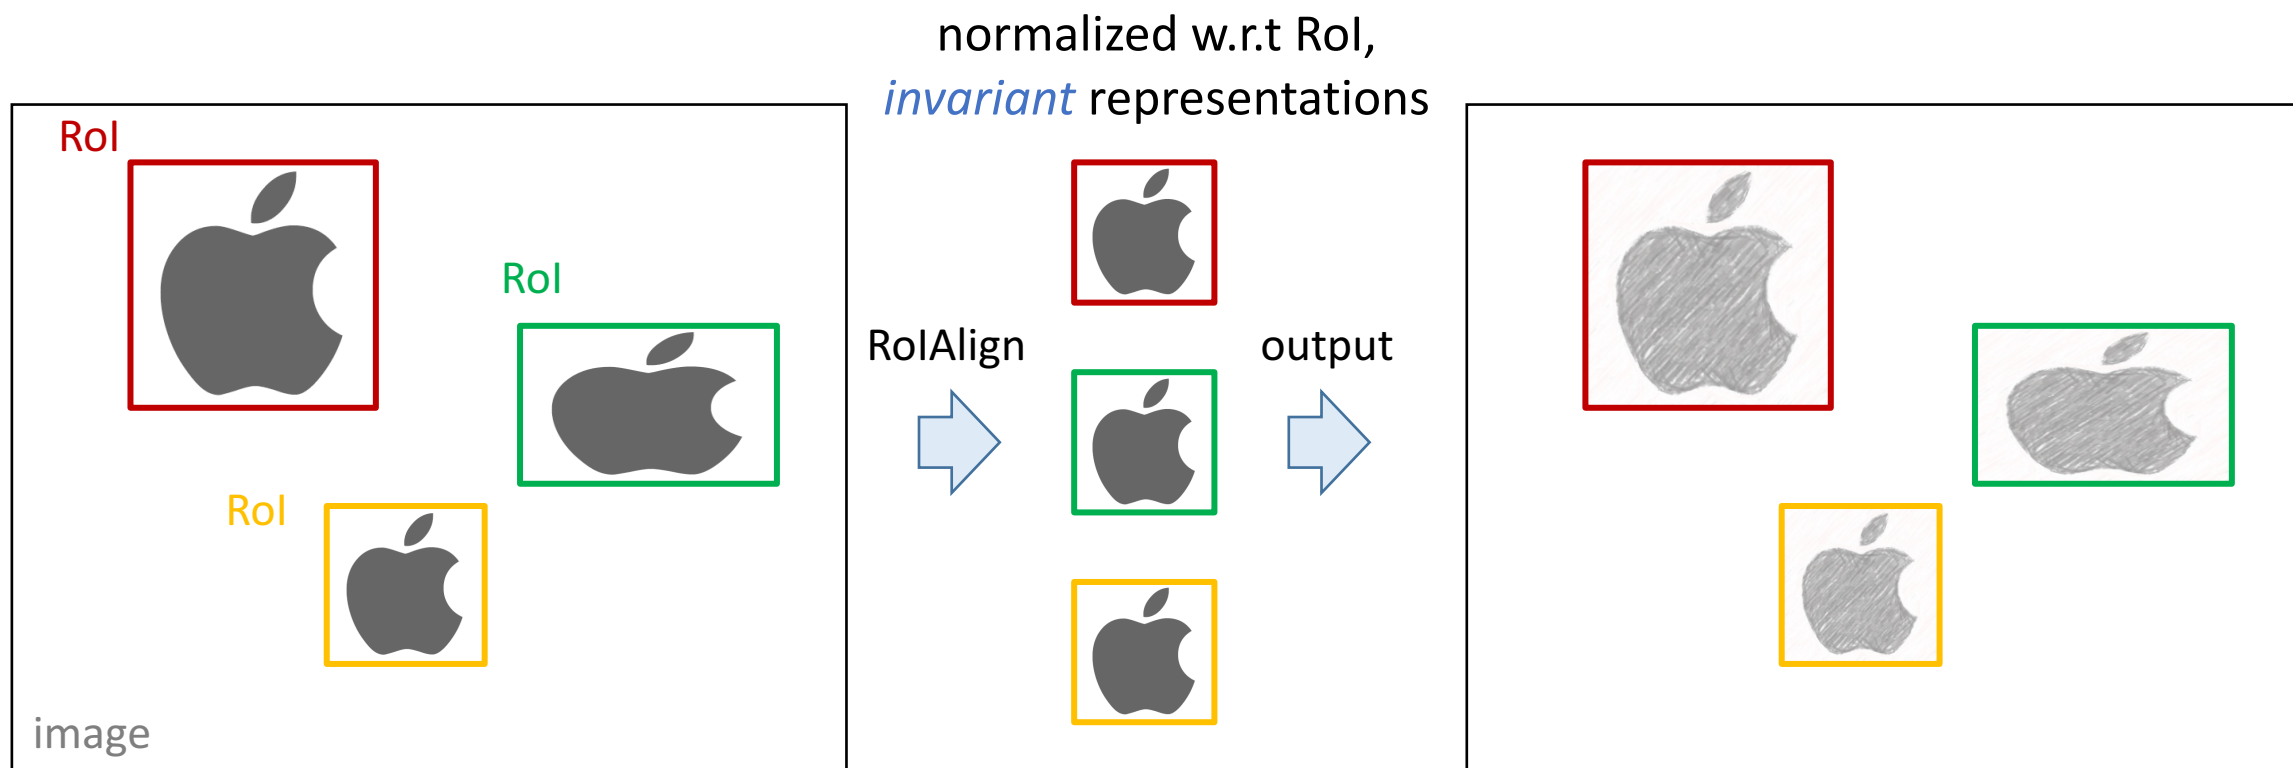 normalized w.r.t RoI,
invariant representations
RoI
RoI
RoI
image
RoIAlign
output